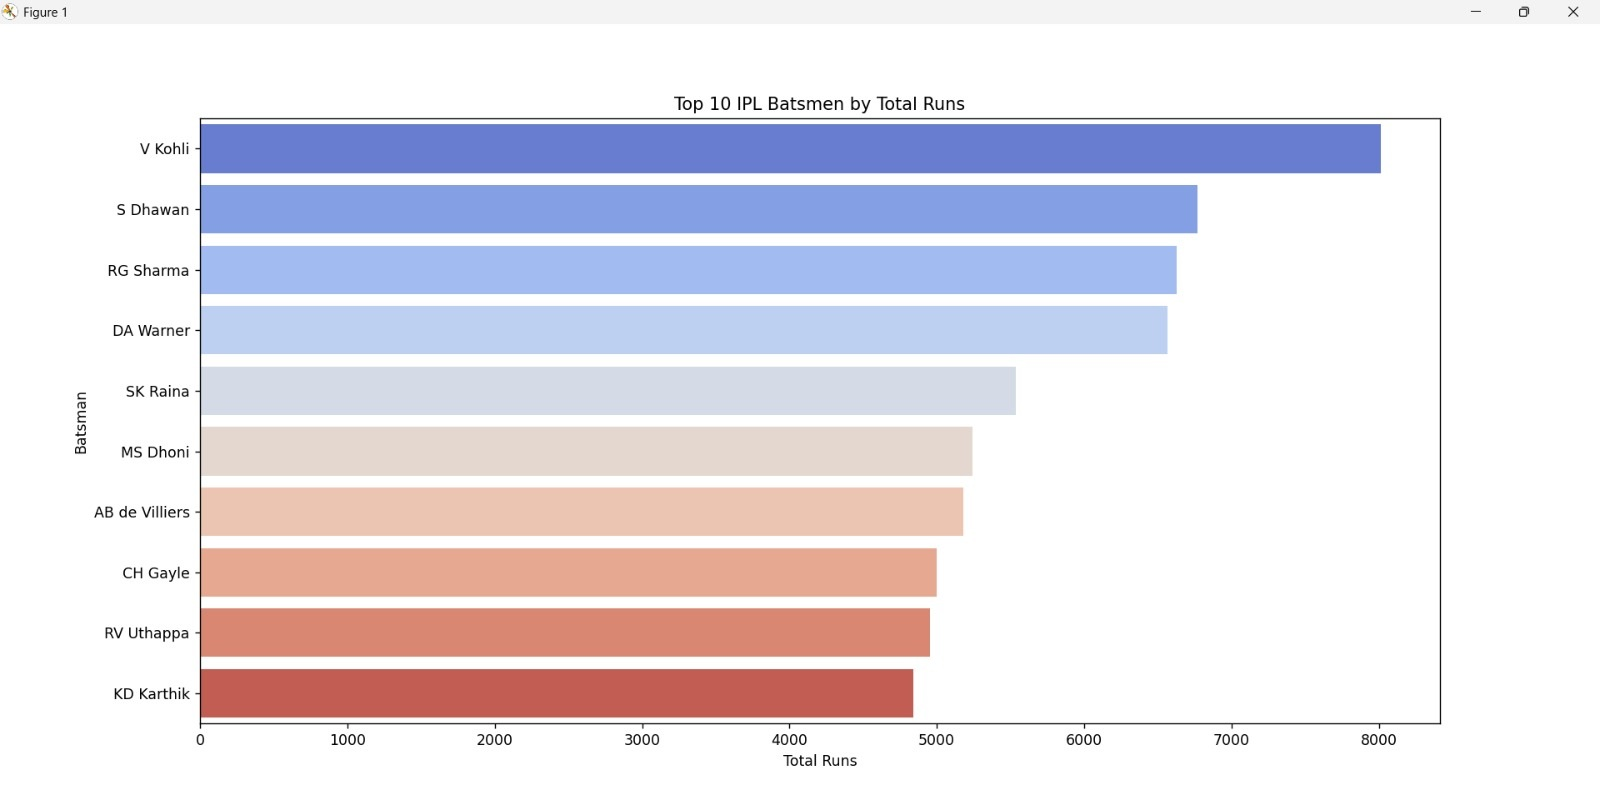 Figure 1
Top 10 IPL Batsmen by Total Runs
V Kohli
S Dhawan
RG Sharma
DA Warner
SK Raina
Batsman
MS Dhoni
AB de Villiers
CH Gayle
RV Uthappa
KD Karthik
0 1000 2000 3000 4000 5000 6000 7000 8000
Total Runs